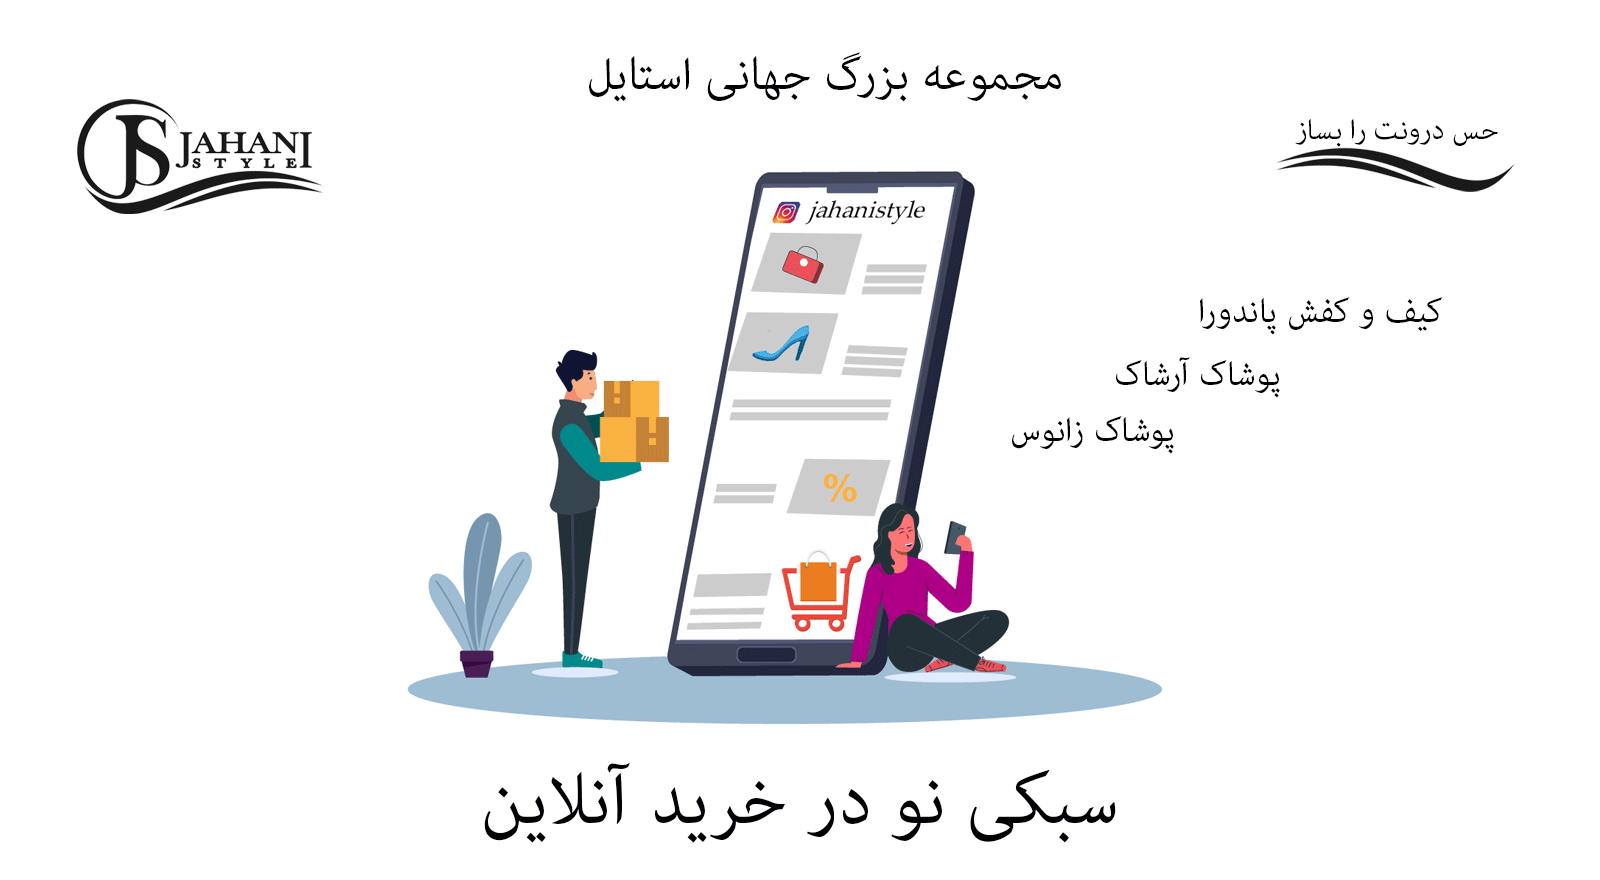 مجموعه بزرگ جهانی استایل
JS JAHANI
STYLE
حس درونت را بساز
jahanistyle
کیف و کفش پاندورا
پوشاک آرشاک
پوشاک زانوس
%
سبکی نو در خرید آنلاین